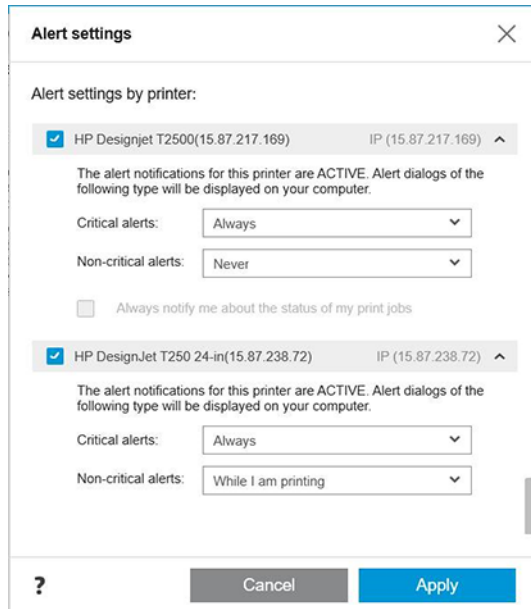 Alert settings
Alert settings by printer:
HP Designjet T2500(15.87.217.169) IP (15.87.217.169)
The alert notifications for this printer are ACTIVE. Alert dialogs of the
following type will be displayed on your computer.
Critical alerts: Always
Non-critical alerts: Never
Always notify me about the status of my print jobs
HP DesignJet T250 24-in(15.87.238.72) IP (15.87.238.72)
The alert notifications for this printer are ACTIVE. Alert dialogs of the
following type will be displayed on your computer.
Critical alerts: Always
Non-critical alerts: While I am printing
? Cancel Apply